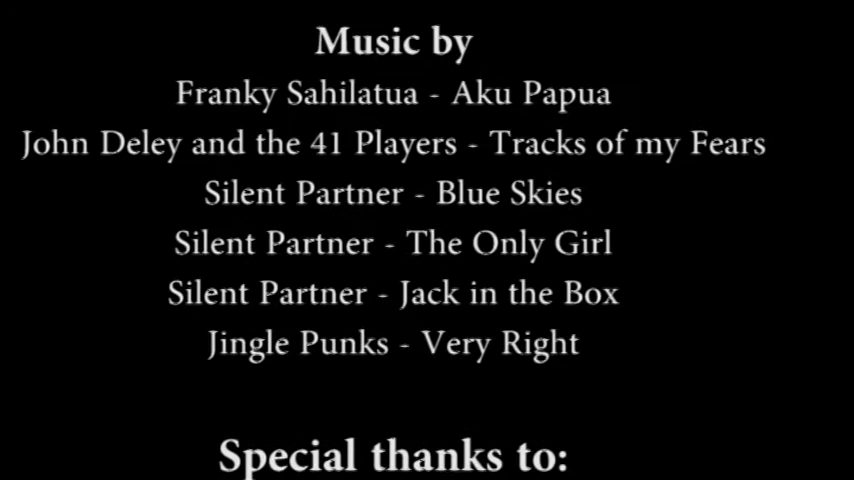 Music by
Franky Sahilatua - Aku Papua
John Deley and the 41 Players - Tracks of my Fears
Silent Partner - Blue Skies
Silent Partner - The Only Girl
Silent Partner - Jack in the Box
Jingle Punks - Very Right
Special thanks to: